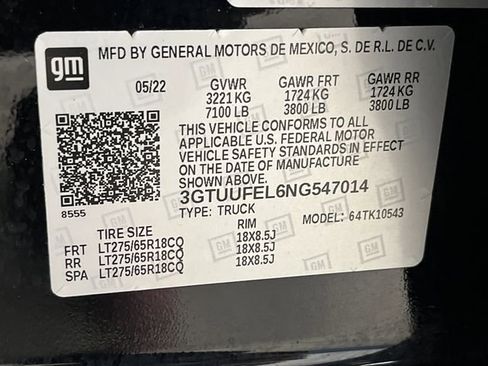 gm
MFD BY GENERAL MOTORS DE MEXICO, S. DE R.L. DE C.V.
05/22 GVWR GAWR FRT GAWR RR
3221 KG 1724 KG 1724 KG
7100 LB 3800 LB 3800 LB
THIS VEHICLE CONFORMS TO ALL
APPLICABLE U.S. FEDERAL MOTOR
VEHICLE SAFETY STANDARDS IN EFFECT
ON THE DATE OF MANUFACTURE
SHOWN ABOVE.
8555
3GTUUFEL6NG547014
TYPE: TRUCK MODEL: 64TK10543
TIRE SIZE RIM
FRT LT275/65R18CQ 18X8.5J
RR LT275/65R18CQ 18X8.5J
SPA LT275/65R18CQ 18X8.5J